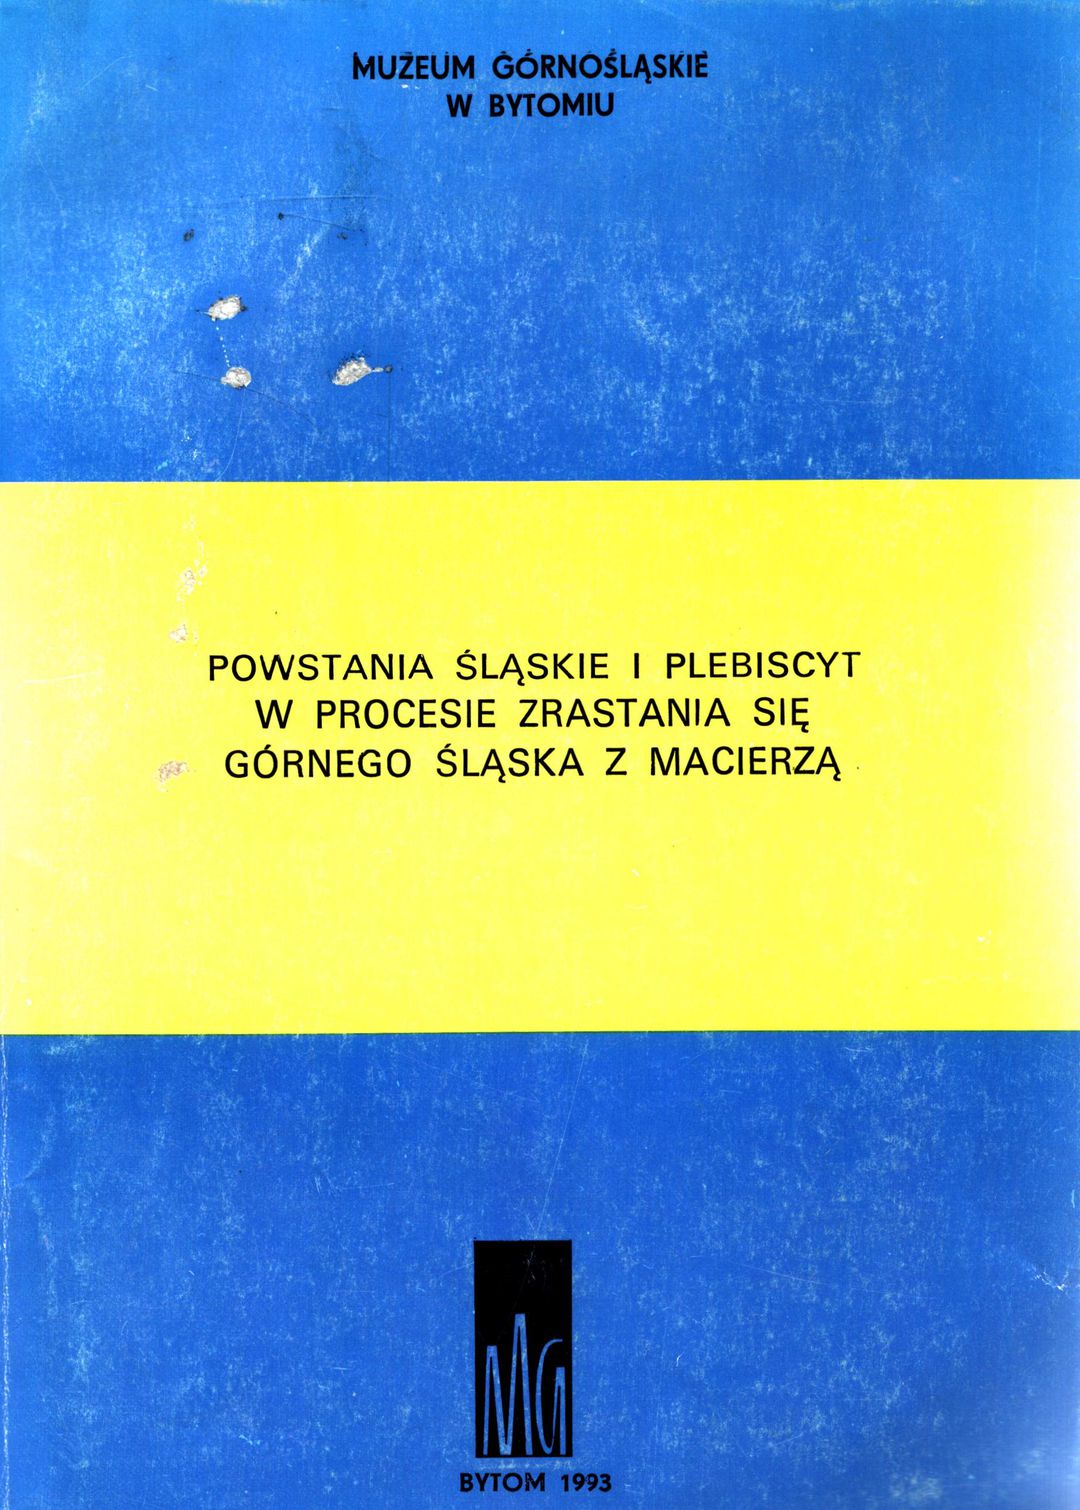 MUZEUM GÓRNOŚLĄSKIE
W BYTOMIU
POWSTANIA ŚLĄSKIE I PLEBISCYT
W PROCESIE ZRASTANIA SIĘ
GÓRNEGO ŚLĄSKA Z MACIERZĄ
MG
BYTOM 1993